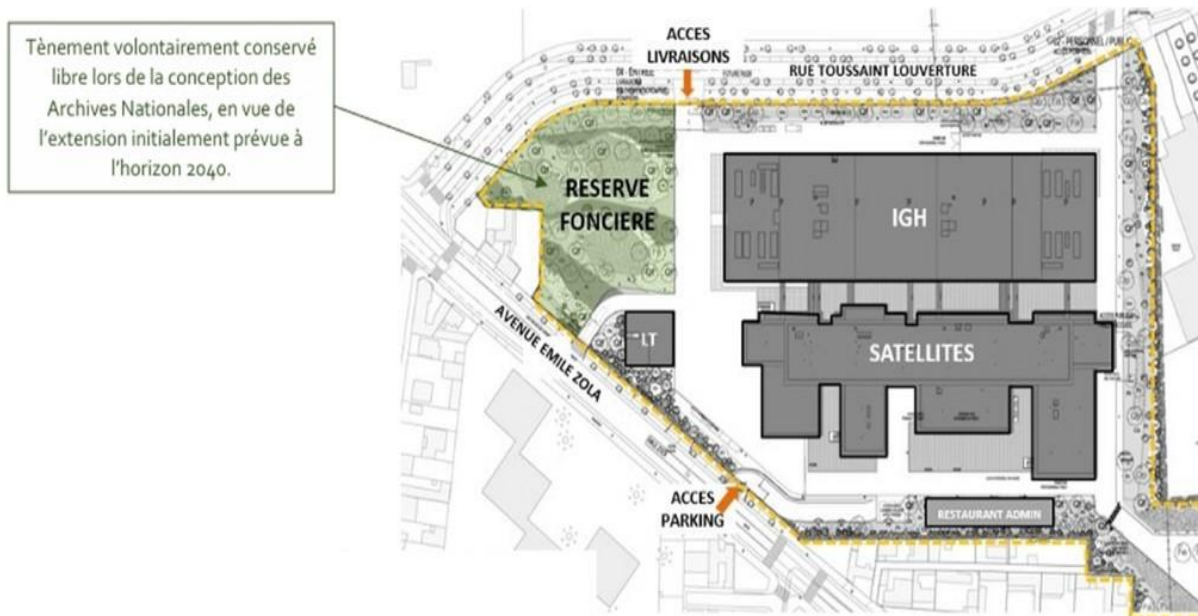 Tènement volontairement conservé
libre lors de la conception des
Archives Nationales, en vue de
l'extension initialement prévue à
l'horizon 2040.
ACCES
LIVRAISONS
RUE TOUSSAINT LOUVERTURE
RESERVE
FONCIERE
IGH
LT
SATELLITES
AVENUE EMILE ZOLA
ACCES
PARKING
RESTAURANT ADMIN